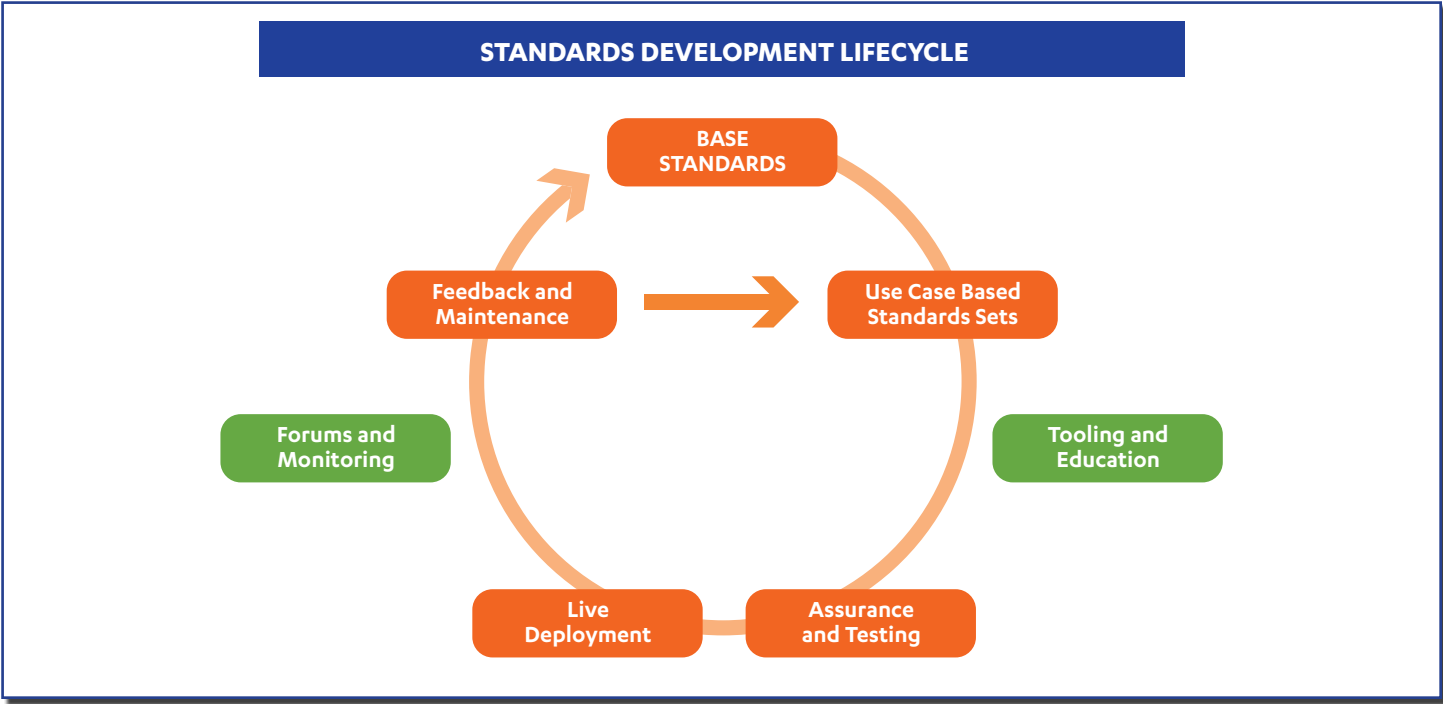 STANDARDS DEVELOPMENT LIFECYCLE
BASE
STANDARDS
Feedback and
Maintenance
Use Case Based
Standards Sets
Forums and
Monitoring
Tooling and
Education
Live
Deployment
Assurance
and Testing